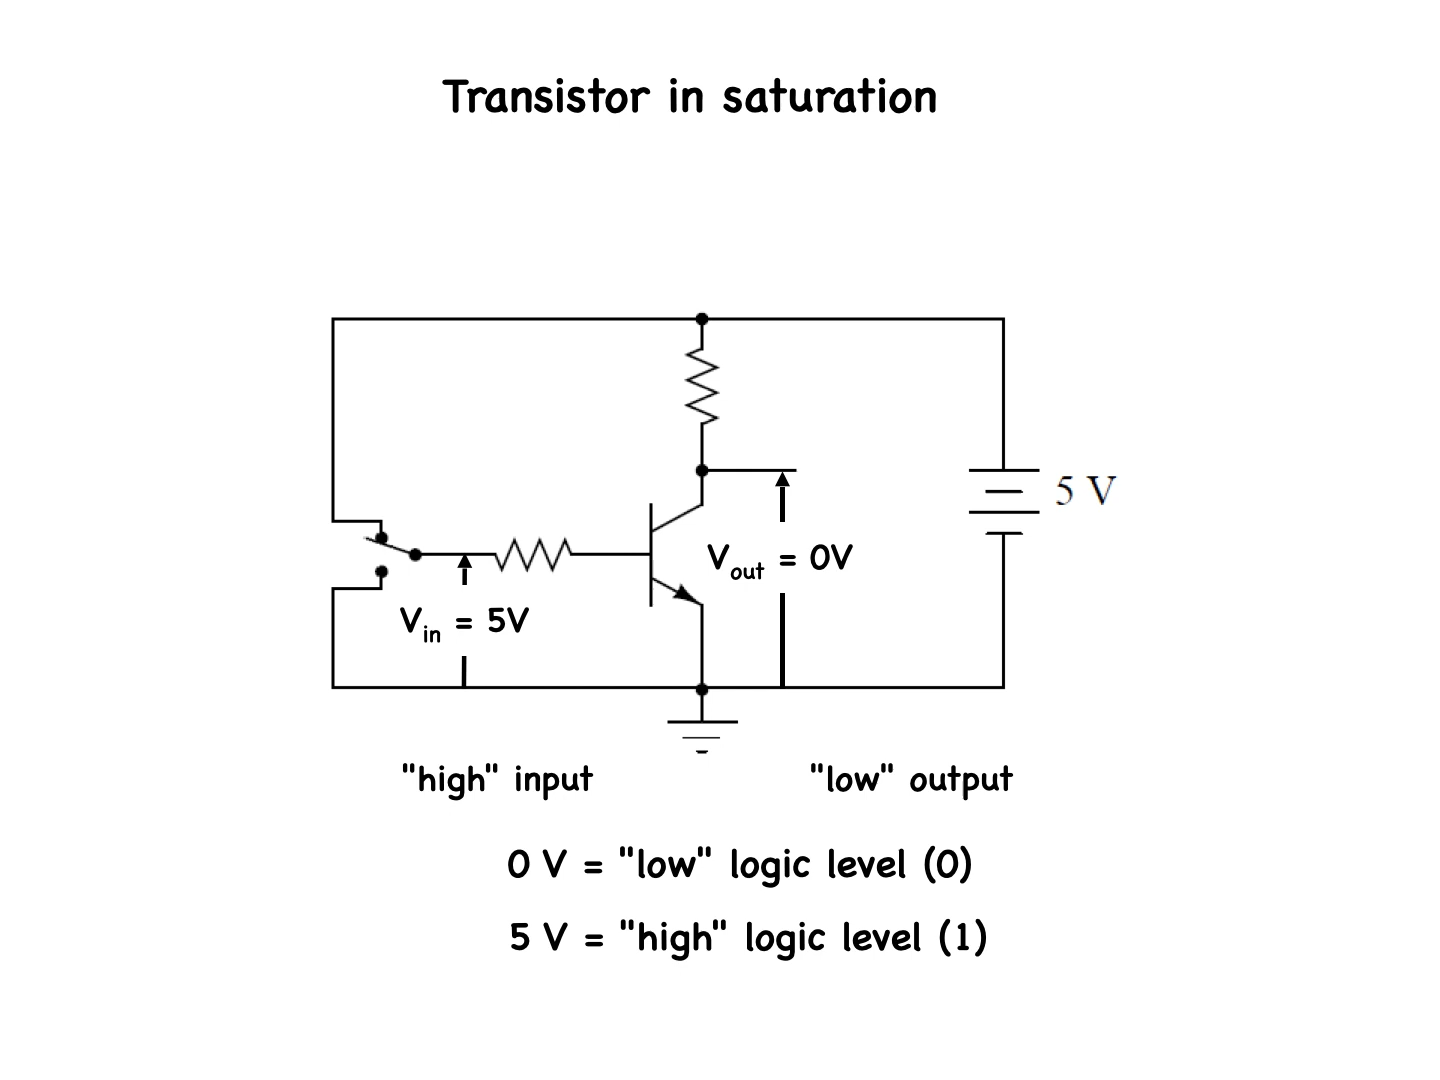 Transistor in saturation
5 V
V_out = 0V
V_in = 5V
"high" input
"low" output
0 V = "low" logic level (0)
5 V = "high" logic level (1)